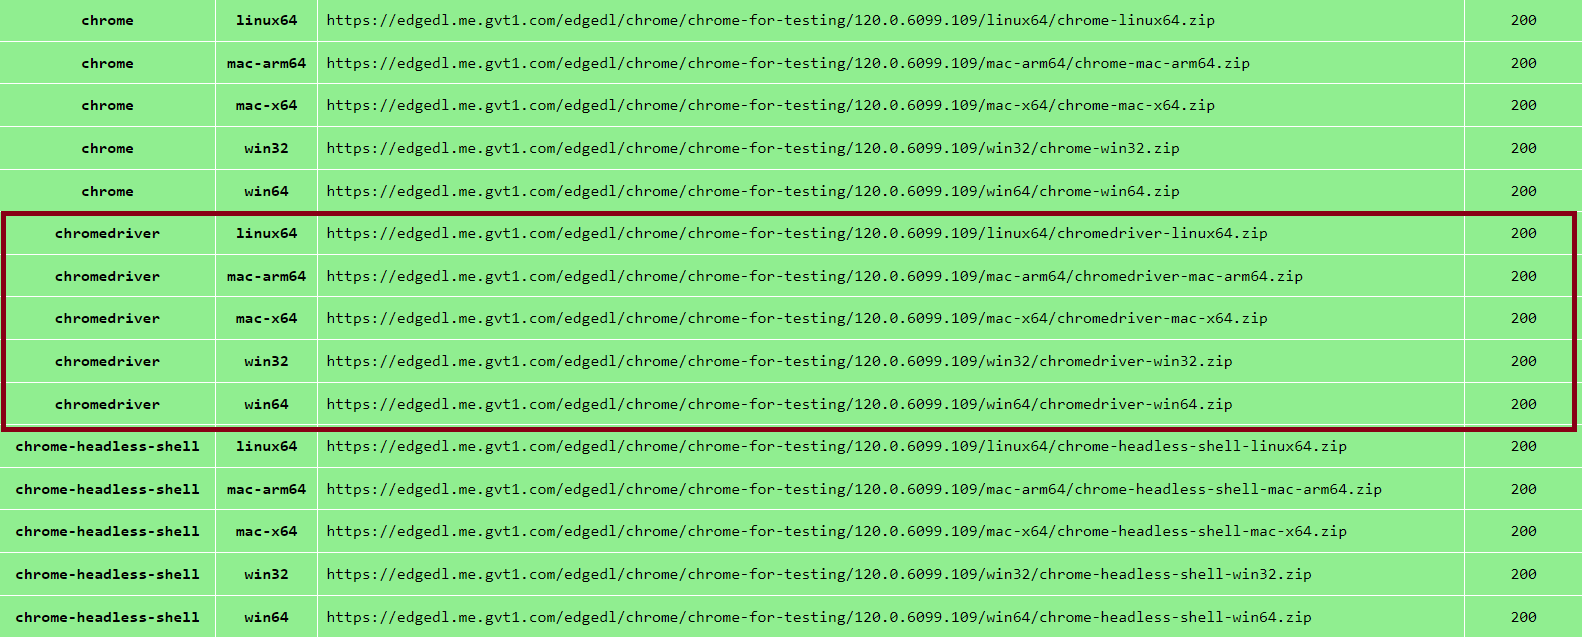 chrome linux64 https://edgedl.me.gvt1.com/edgedl/chrome/chrome-for-testing/120.0.6099.109/linux64/chrome-linux64.zip 200
chrome mac-arm64 https://edgedl.me.gvt1.com/edgedl/chrome/chrome-for-testing/120.0.6099.109/mac-arm64/chrome-mac-arm64.zip 200
chrome mac-x64 https://edgedl.me.gvt1.com/edgedl/chrome/chrome-for-testing/120.0.6099.109/mac-x64/chrome-mac-x64.zip 200
chrome win32 https://edgedl.me.gvt1.com/edgedl/chrome/chrome-for-testing/120.0.6099.109/win32/chrome-win32.zip 200
chrome win64 https://edgedl.me.gvt1.com/edgedl/chrome/chrome-for-testing/120.0.6099.109/win64/chrome-win64.zip 200
chromedriver linux64 https://edgedl.me.gvt1.com/edgedl/chrome/chrome-for-testing/120.0.6099.109/linux64/chromedriver-linux64.zip 200
chromedriver mac-arm64 https://edgedl.me.gvt1.com/edgedl/chrome/chrome-for-testing/120.0.6099.109/mac-arm64/chromedriver-mac-arm64.zip 200
chromedriver mac-x64 https://edgedl.me.gvt1.com/edgedl/chrome/chrome-for-testing/120.0.6099.109/mac-x64/chromedriver-mac-x64.zip 200
chromedriver win32 https://edgedl.me.gvt1.com/edgedl/chrome/chrome-for-testing/120.0.6099.109/win32/chromedriver-win32.zip 200
chromedriver win64 https://edgedl.me.gvt1.com/edgedl/chrome/chrome-for-testing/120.0.6099.109/win64/chromedriver-win64.zip 200
chrome-headless-shell linux64 https://edgedl.me.gvt1.com/edgedl/chrome/chrome-for-testing/120.0.6099.109/linux64/chrome-headless-shell-linux64.zip 200
chrome-headless-shell mac-arm64 https://edgedl.me.gvt1.com/edgedl/chrome/chrome-for-testing/120.0.6099.109/mac-arm64/chrome-headless-shell-mac-arm64.zip 200
chrome-headless-shell mac-x64 https://edgedl.me.gvt1.com/edgedl/chrome/chrome-for-testing/120.0.6099.109/mac-x64/chrome-headless-shell-mac-x64.zip 200
chrome-headless-shell win32 https://edgedl.me.gvt1.com/edgedl/chrome/chrome-for-testing/120.0.6099.109/win32/chrome-headless-shell-win32.zip 200
chrome-headless-shell win64 https://edgedl.me.gvt1.com/edgedl/chrome/chrome-for-testing/120.0.6099.109/win64/chrome-headless-shell-win64.zip 200